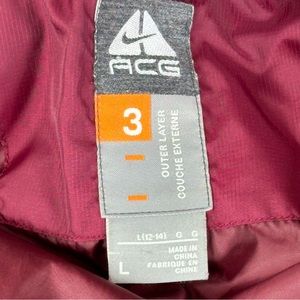 ACG
3
OUTER LAYER
COUCHE EXTERNE
L(12-14) G G
L
MADE IN
CHINA
FABRIQUÉ EN
CHINE